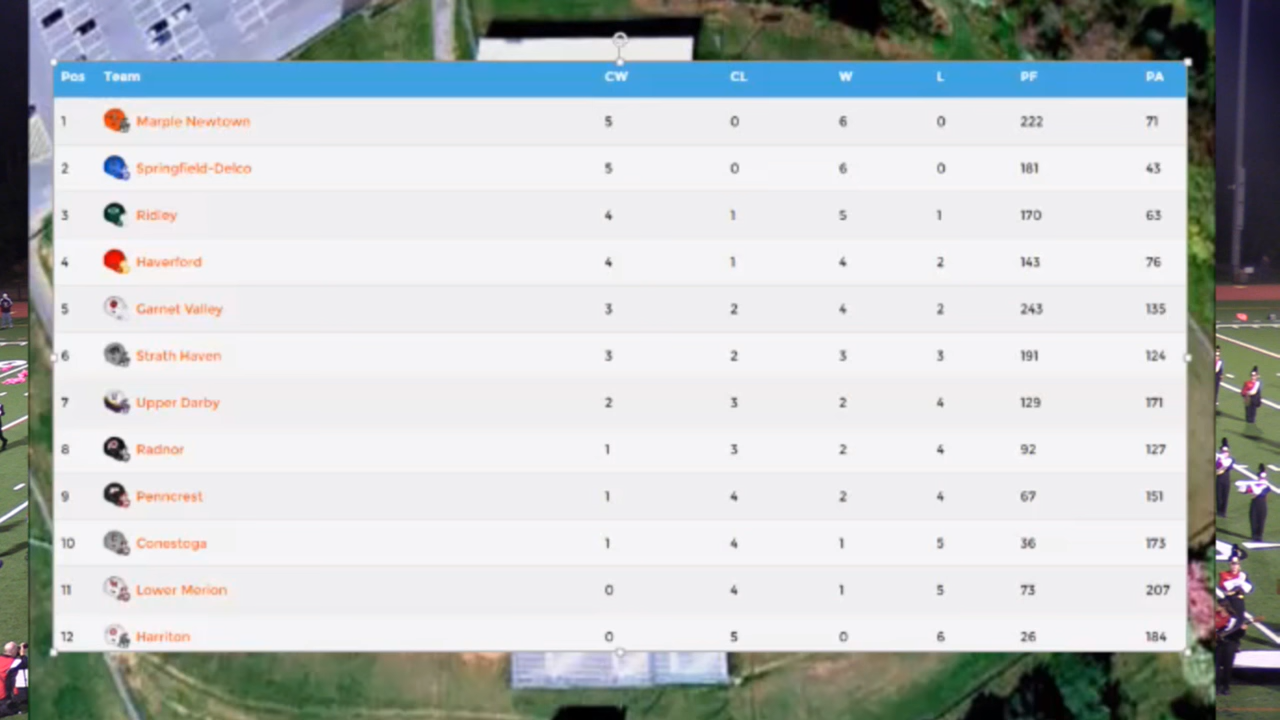 Pos Team CW CL W L PF PA
1 Marple Newtown 5 0 6 0 222 71
2 Springfield-Delco 5 0 6 0 181 43
3 Ridley 4 1 5 1 170 63
4 Haverford 4 1 4 2 143 76
5 Garnet Valley 3 2 4 2 243 135
6 Strath Haven 3 2 3 3 191 124
7 Upper Darby 2 3 2 4 129 171
8 Radnor 1 3 2 4 92 127
9 Penncrest 1 4 2 4 67 151
10 Conestoga 1 4 1 5 36 173
11 Lower Merion 0 4 1 5 73 207
12 Harriton 0 5 0 6 26 184